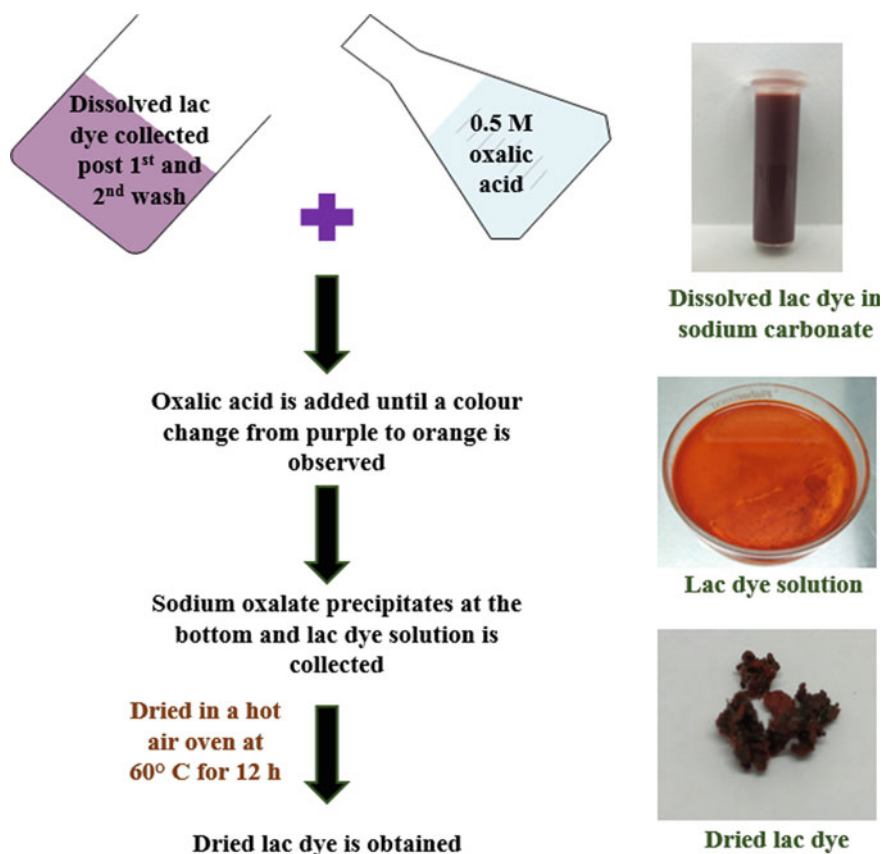 Dissolved lac
dye collected
post 1st and
2nd wash
0.5 M
oxalic
acid
Dissolved lac dye in
sodium carbonate
Oxalic acid is added until a colour
change from purple to orange is
observed
Lac dye solution
Sodium oxalate precipitates at the
bottom and lac dye solution is
collected
Dried in a hot
air oven at
60° C for 12 h
Dried lac dye is obtained
Dried lac dye